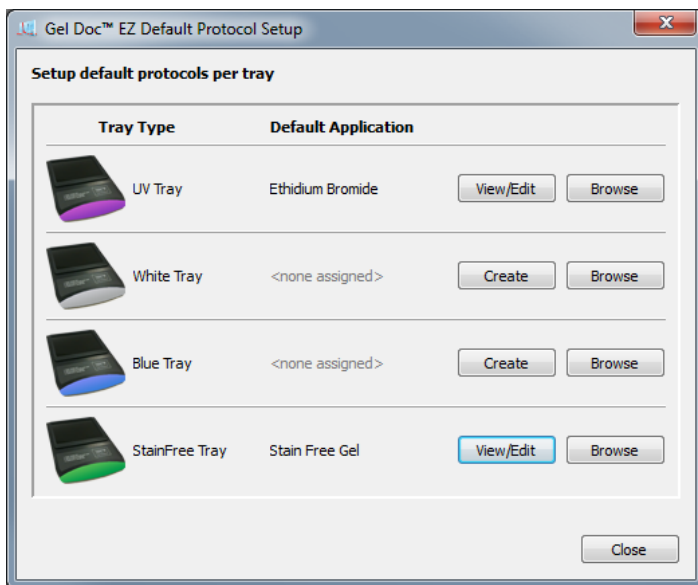 Gel Doc™ EZ Default Protocol Setup
Setup default protocols per tray
Tray Type Default Application
UV Tray Ethidium Bromide View/Edit Browse
White Tray <none assigned> Create Browse
Blue Tray <none assigned> Create Browse
StainFree Tray Stain Free Gel View/Edit Browse
Close